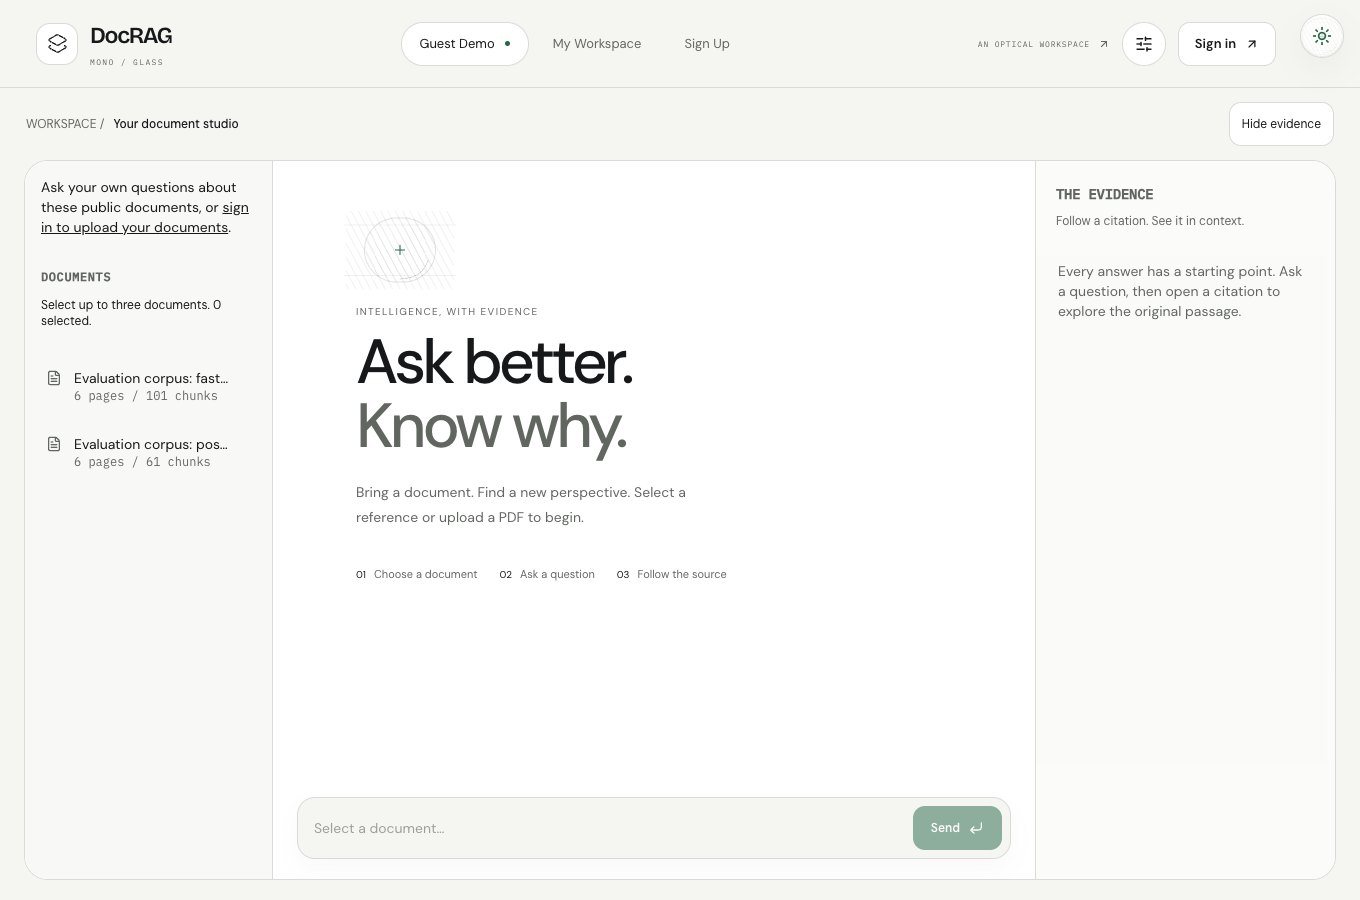 DocRAG
MONO / GLASS
Guest Demo
My Workspace
Sign Up
AN OPTICAL WORKSPACE
Sign in
WORKSPACE / Your document studio
Hide evidence
Ask your own questions about
these public documents, or sign
in to upload your documents.
DOCUMENTS
Select up to three documents. 0
selected.
Evaluation corpus: fast...
6 pages / 101 chunks
Evaluation corpus: pos...
6 pages / 61 chunks
INTELLIGENCE, WITH EVIDENCE
Ask better.
Know why.
Bring a document. Find a new perspective. Select a
reference or upload a PDF to begin.
01 Choose a document
02 Ask a question
03 Follow the source
Select a document...
Send
THE EVIDENCE
Follow a citation. See it in context.
Every answer has a starting point. Ask
a question, then open a citation to
explore the original passage.